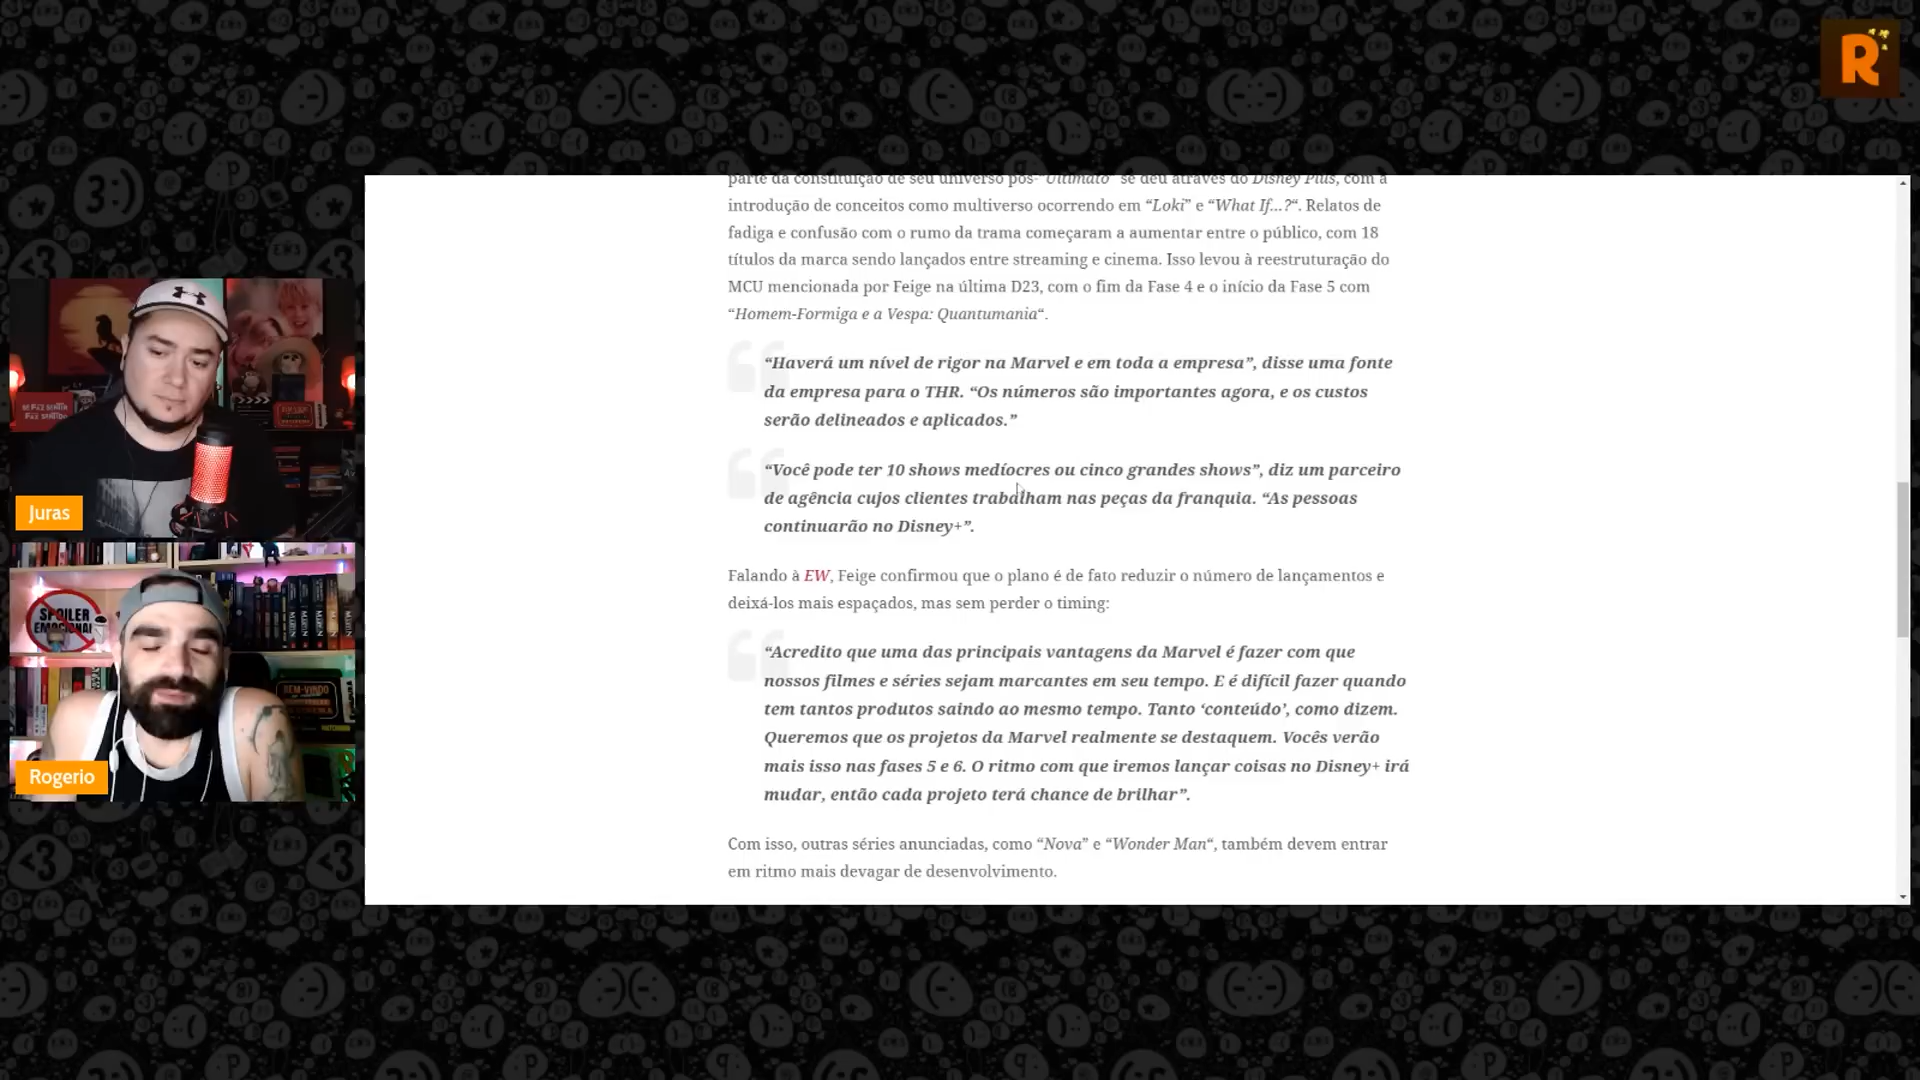 R
parte da constituição de seu universo pós-“Ultimato” se deu através do Disney Plus, com a
introdução de conceitos como multiverso ocorrendo em “Loki” e “What If...?“. Relatos de
fadiga e confusão com o rumo da trama começaram a aumentar entre o público, com 18
títulos da marca sendo lançados entre streaming e cinema. Isso levou à reestruturação do
MCU mencionada por Feige na última D23, com o fim da Fase 4 e o início da Fase 5 com
“Homem-Formiga e a Vespa: Quantumania“.
“Haverá um nível de rigor na Marvel e em toda a empresa”, disse uma fonte
da empresa para o THR. “Os números são importantes agora, e os custos
serão delineados e aplicados.”
“Você pode ter 10 shows medíocres ou cinco grandes shows”, diz um parceiro
de agência cujos clientes trabalham nas peças da franquia. “As pessoas
continuarão no Disney+”.
Falando à EW, Feige confirmou que o plano é de fato reduzir o número de lançamentos e
deixá-los mais espaçados, mas sem perder o timing:
“Acredito que uma das principais vantagens da Marvel é fazer com que
nossos filmes e séries sejam marcantes em seu tempo. E é difícil fazer quando
tem tantos produtos saindo ao mesmo tempo. Tanto ‘conteúdo’, como dizem.
Queremos que os projetos da Marvel realmente se destaquem. Vocês verão
mais isso nas fases 5 e 6. O ritmo com que iremos lançar coisas no Disney+ irá
mudar, então cada projeto terá chance de brilhar”.
Com isso, outras séries anunciadas, como “Nova” e “Wonder Man“, também devem entrar
em ritmo mais devagar de desenvolvimento.
Juras
SPOILER
EMOCIONAL
BEM-VINDO
Rogerio